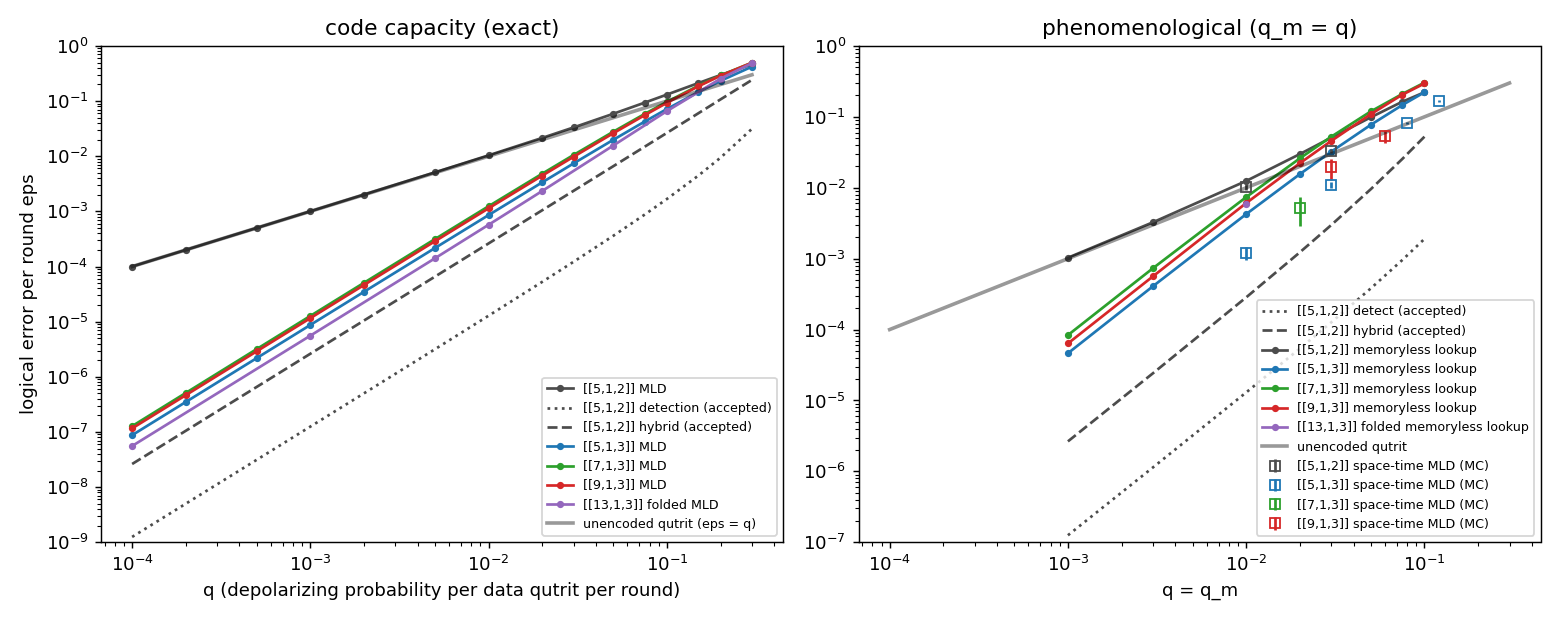 code capacity (exact)
logical error per round eps
10^0
10^-1
10^-2
10^-3
10^-4
10^-5
10^-6
10^-7
10^-8
10^-9
[[5,1,2]] MLD
[[5,1,2]] detection (accepted)
[[5,1,2]] hybrid (accepted)
[[5,1,3]] MLD
[[7,1,3]] MLD
[[9,1,3]] MLD
[[13,1,3]] folded MLD
unencoded qutrit (eps = q)
10^-4
10^-3
10^-2
10^-1
q (depolarizing probability per data qutrit per round)
phenomenological (q_m = q)
10^0
10^-1
10^-2
10^-3
10^-4
10^-5
10^-6
10^-7
[[5,1,2]] detect (accepted)
[[5,1,2]] hybrid (accepted)
[[5,1,2]] memoryless lookup
[[5,1,3]] memoryless lookup
[[7,1,3]] memoryless lookup
[[9,1,3]] memoryless lookup
[[13,1,3]] folded memoryless lookup
unencoded qutrit
[[5,1,2]] space-time MLD (MC)
[[5,1,3]] space-time MLD (MC)
[[7,1,3]] space-time MLD (MC)
[[9,1,3]] space-time MLD (MC)
10^-4
10^-3
10^-2
10^-1
q = q_m